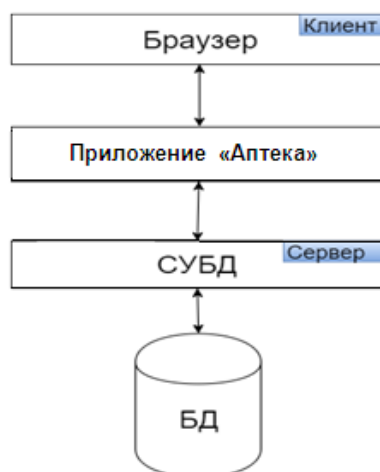 Клиент
Браузер
Приложение «Аптека»
Сервер
СУБД
БД